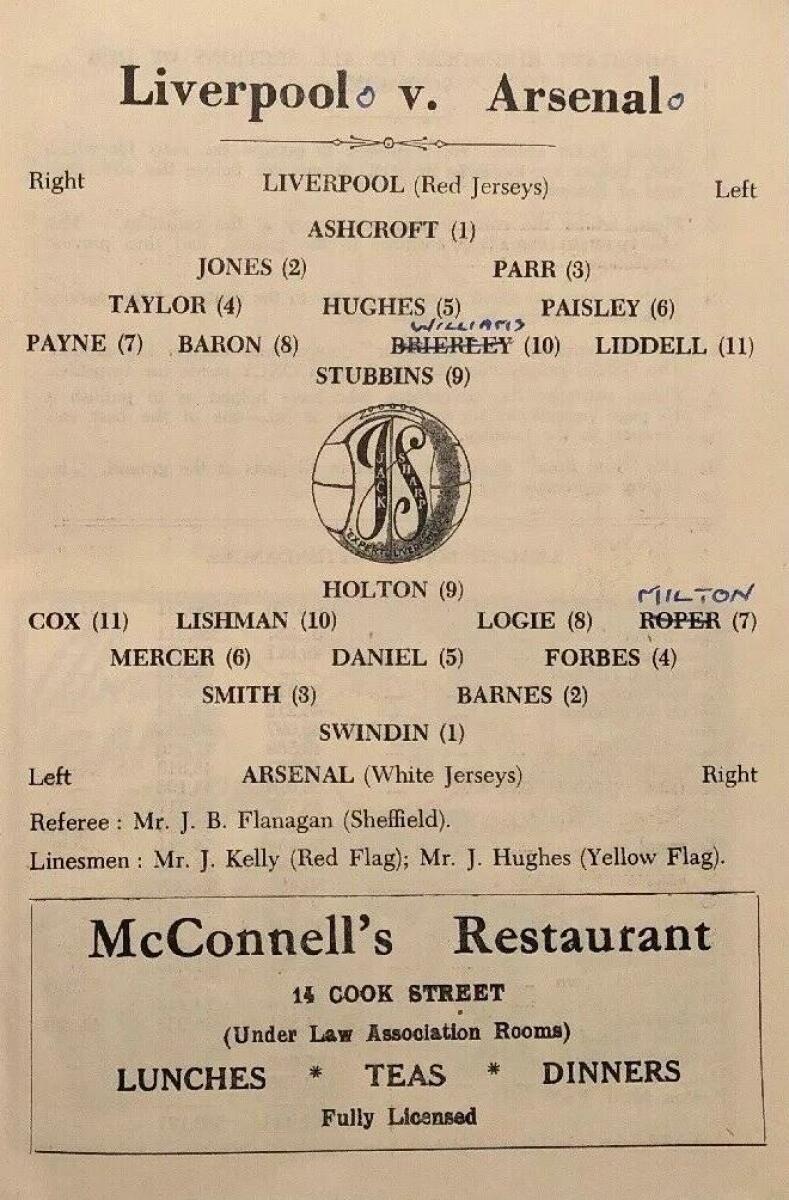 Liverpool 0 v. Arsenal 0
Right LIVERPOOL (Red Jerseys) Left
ASHCROFT (1)
JONES (2) PARR (3)
TAYLOR (4) HUGHES (5) PAISLEY (6)
WILLIAMS
PAYNE (7) BARON (8) BRIERLEY (10) LIDDELL (11)
STUBBINS (9)
JACK SHARP
HOLTON (9)
MILTON
COX (11) LISHMAN (10) LOGIE (8) ROPER (7)
MERCER (6) DANIEL (5) FORBES (4)
SMITH (3) BARNES (2)
SWINDIN (1)
Left ARSENAL (White Jerseys) Right
Referee : Mr. J. B. Flanagan (Sheffield).
Linesmen : Mr. J. Kelly (Red Flag); Mr. J. Hughes (Yellow Flag).
McConnell's Restaurant
14 COOK STREET
(Under Law Association Rooms)
LUNCHES * TEAS * DINNERS
Fully Licensed